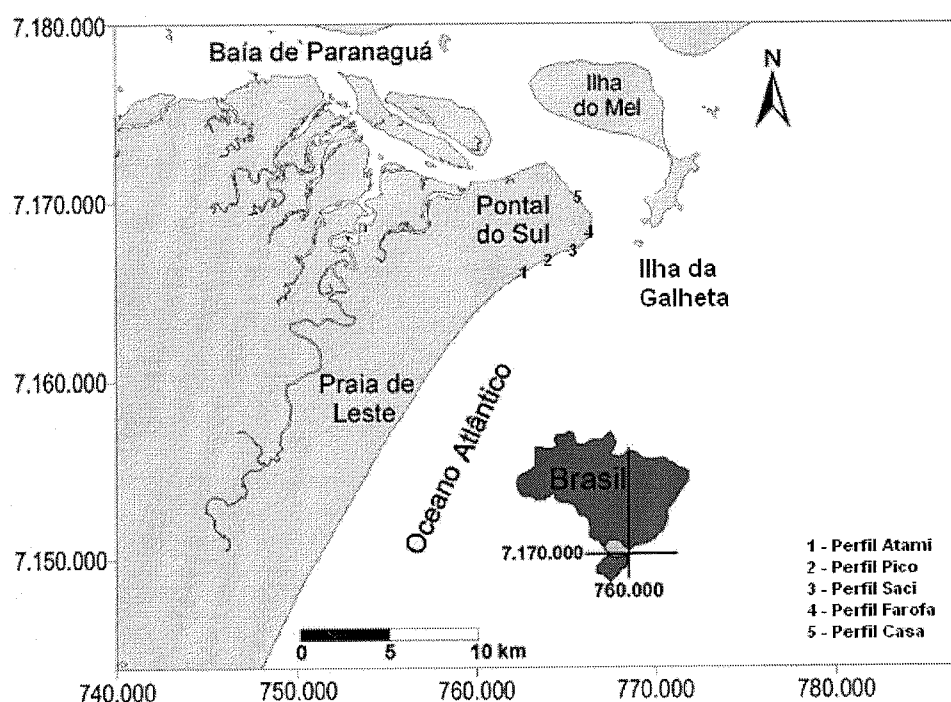 7.180.000
Baía de Paranaguá
N
Ilha
do Mel
7.170.000
Pontal
do Sul
5
4
3
2
1
Ilha da
Galheta
7.160.000
Praia de
Leste
Oceano Atlântico
Brasil
7.150.000
7.170.000
760.000
1 - Perfil Atami
2 - Perfil Pico
3 - Perfil Saci
4 - Perfil Farofa
5 - Perfil Casa
0 5 10 km
740.000 750.000 760.000 770.000 780.000